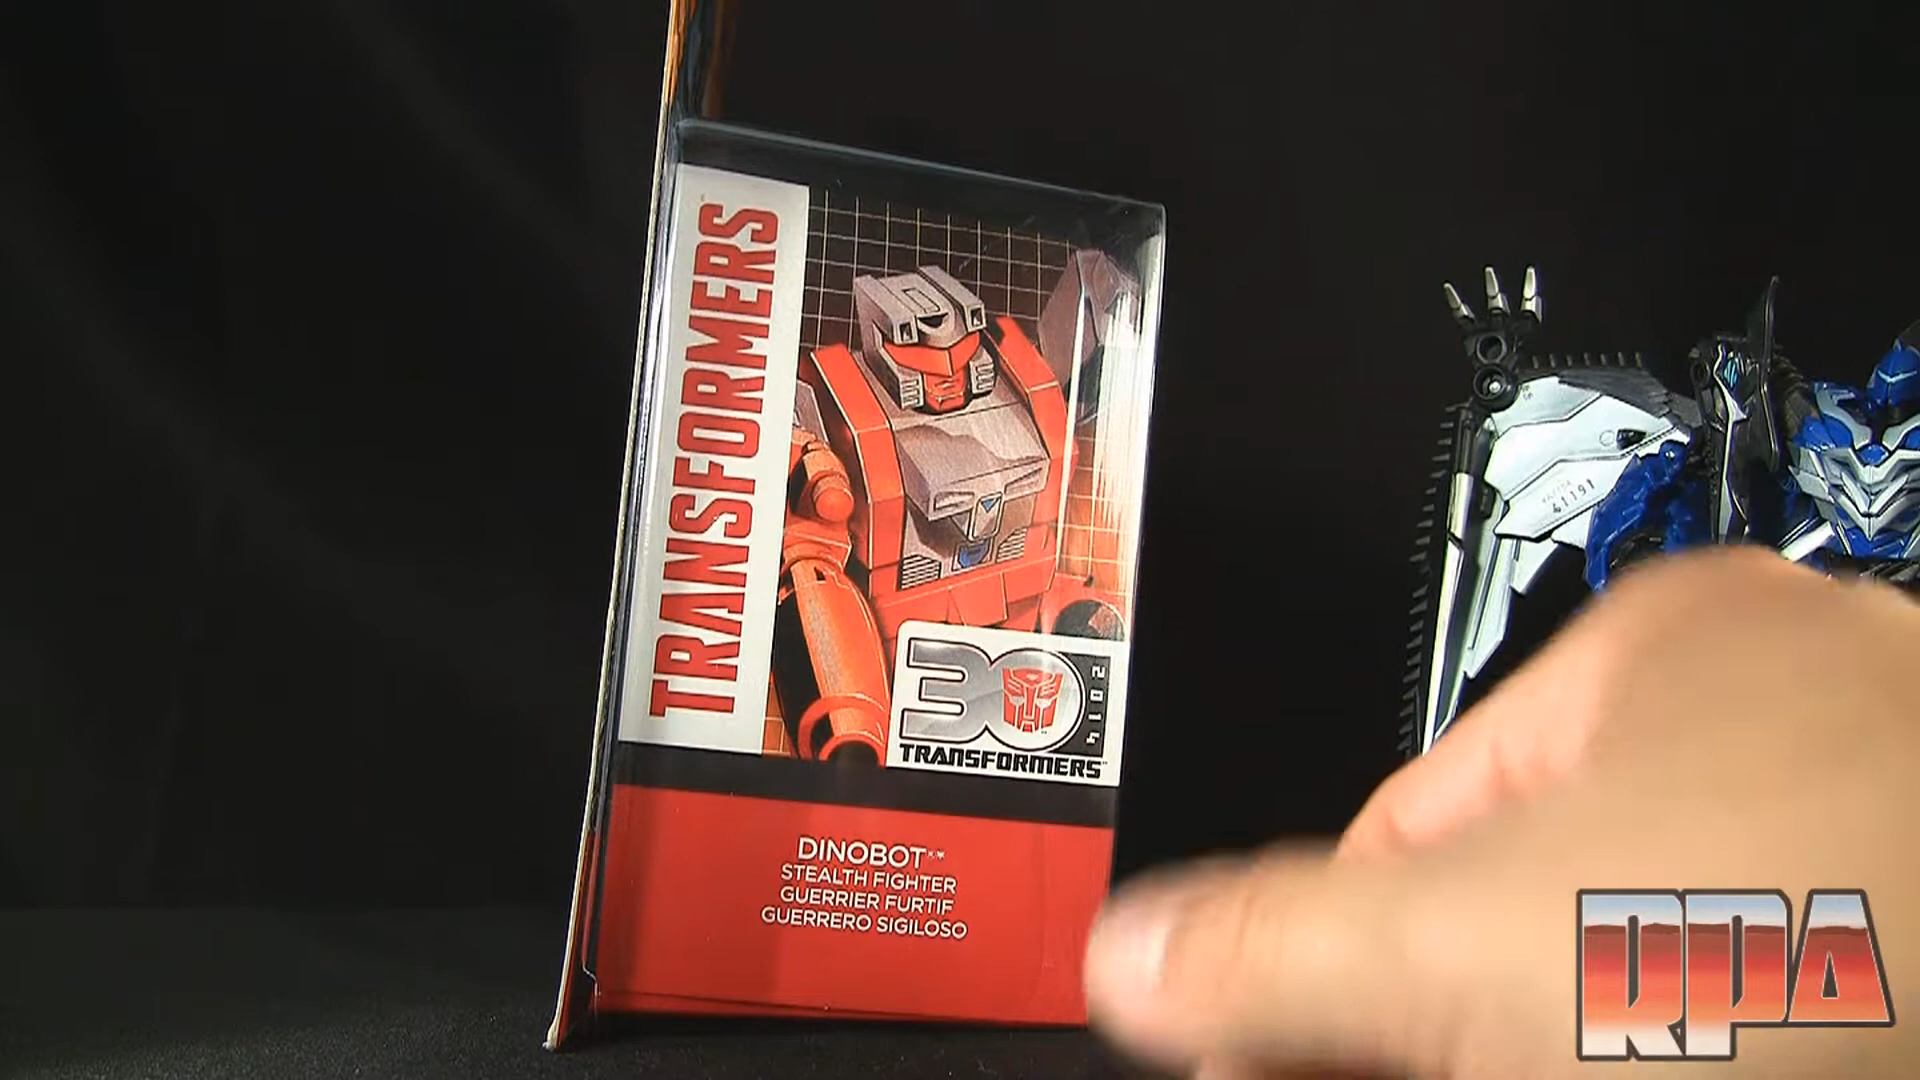 TRANSFORMERS
30
2014
TRANSFORMERS
DINOBOT**
STEALTH FIGHTER
GUERRIER FURTIF
GUERRERO SIGILOSO
41191
RPA